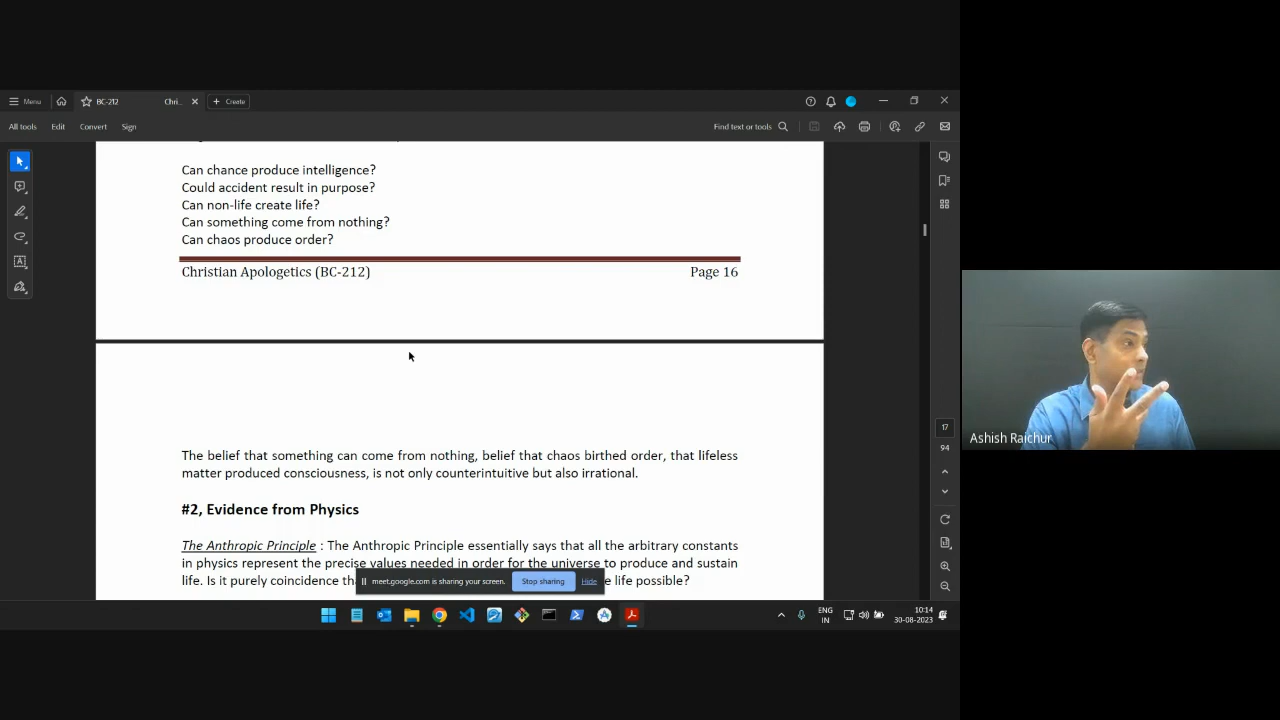 Menu
BC-212
Chri...
+ Create
All tools
Edit
Convert
Sign
Find text or tools
Can chance produce intelligence?
Could accident result in purpose?
Can non-life create life?
Can something come from nothing?
Can chaos produce order?
Christian Apologetics (BC-212)
Page 16
The belief that something can come from nothing, belief that chaos birthed order, that lifeless
matter produced consciousness, is not only counterintuitive but also irrational.
#2, Evidence from Physics
The Anthropic Principle : The Anthropic Principle essentially says that all the arbitrary constants
in physics represent the precise values needed in order for the universe to produce and sustain
life. Is it purely coincidence
e life possible?
meet.google.com is sharing your screen.
Stop sharing
Hide
17
94
Ashish Raichur
ENG
IN
10:14
30-08-2023